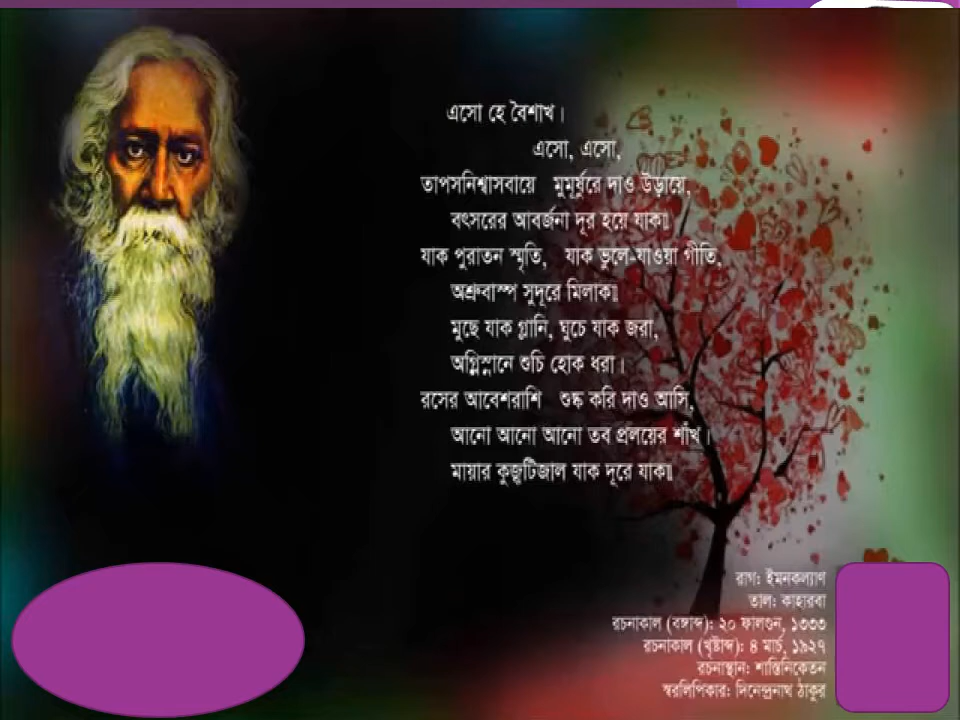 এসো হে বৈশাখ।
এসো, এসো,
তাপসনিশ্বাসবায়ে মুমূর্ষুরে দাও উড়ায়ে,
বৎসরের আবর্জনা দূর হয়ে যাক॥
যাক পুরাতন স্মৃতি, যাক ভুলে-যাওয়া গীতি,
অশ্রুবাস্প সুদূরে মিলাক॥
মুছে যাক গ্লানি, ঘুচে যাক জরা,
অগ্নিস্নানে শুচি হোক ধরা।
রসের আবেশরাশি শুষ্ক করি দাও আসি,
আনো আনো আনো তব প্রলয়ের শাঁখ।
মায়ার কুজ্ঝটিজাল যাক দূরে যাক॥
রাগ: ইমনকল্যাণ
তাল: কাহারবা
রচনাকাল (বঙ্গাব্দ): ২০ ফাল্গুন, ১৩৩৩
রচনাকাল (খৃষ্টাব্দ): ৪ মার্চ, ১৯২৭
রচনাস্থান: শান্তিনিকেতন
স্বরলিপিকার: দিনেন্দ্রনাথ ঠাকুর